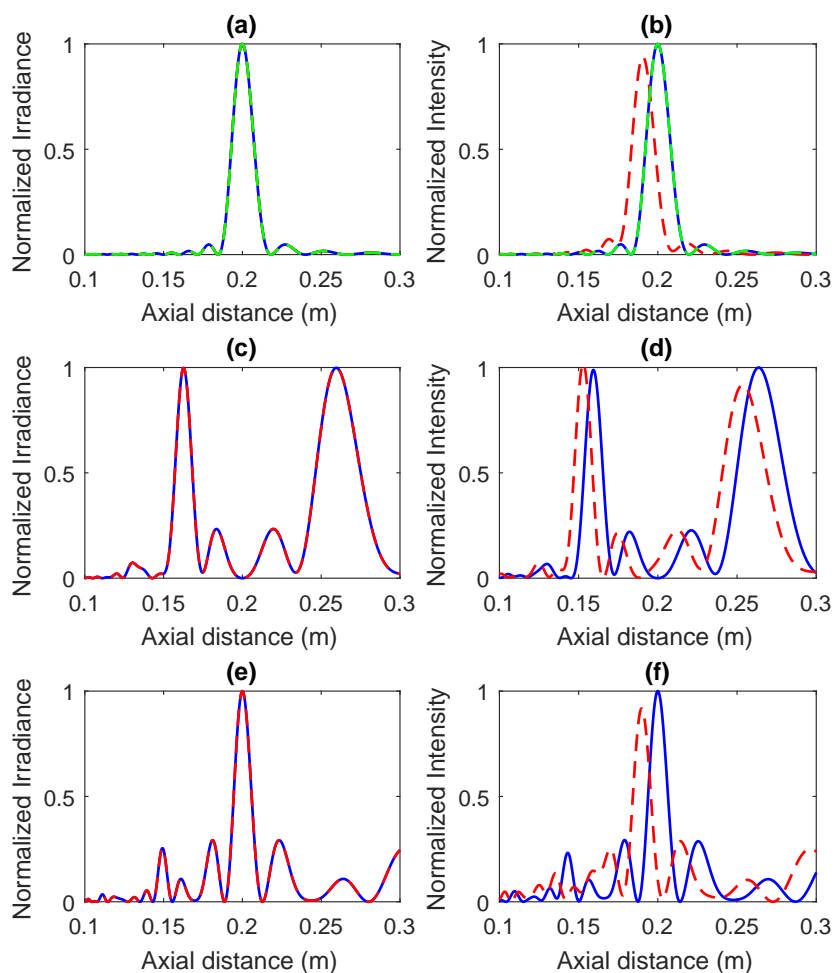 (a)
Normalized Irradiance
1
0.5
0
0.1 0.15 0.2 0.25 0.3
Axial distance (m)
(b)
Normalized Intensity
1
0.5
0
0.1 0.15 0.2 0.25 0.3
Axial distance (m)
(c)
Normalized Irradiance
1
0.5
0
0.1 0.15 0.2 0.25 0.3
Axial distance (m)
(d)
Normalized Intensity
1
0.5
0
0.1 0.15 0.2 0.25 0.3
Axial distance (m)
(e)
Normalized Irradiance
1
0.5
0
0.1 0.15 0.2 0.25 0.3
Axial distance (m)
(f)
Normalized Intensity
1
0.5
0
0.1 0.15 0.2 0.25 0.3
Axial distance (m)